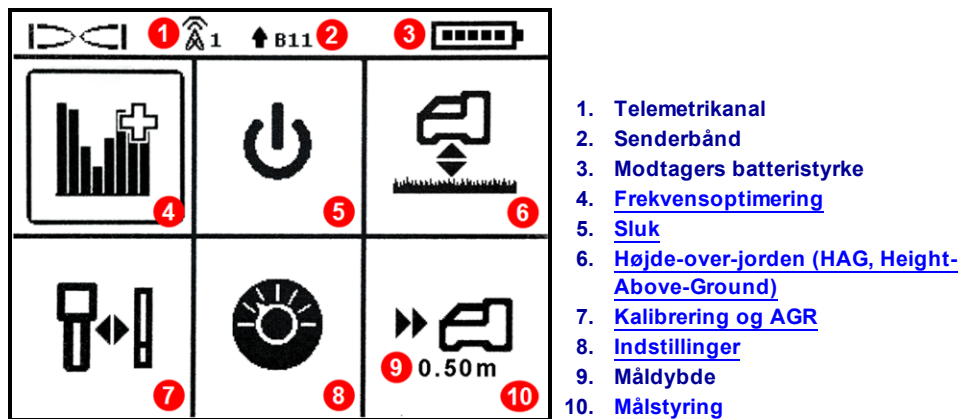 1 1 B11 2 3
4 5 6
7 8 9 0.50m 10
1. Telemetrikanal
2. Senderbånd
3. Modtagers batteristyrke
4. Frekvensoptimering
5. Sluk
6. Højde-over-jorden (HAG, Height-
Above-Ground)
7. Kalibrering og AGR
8. Indstillinger
9. Måldybde
10. Målstyring